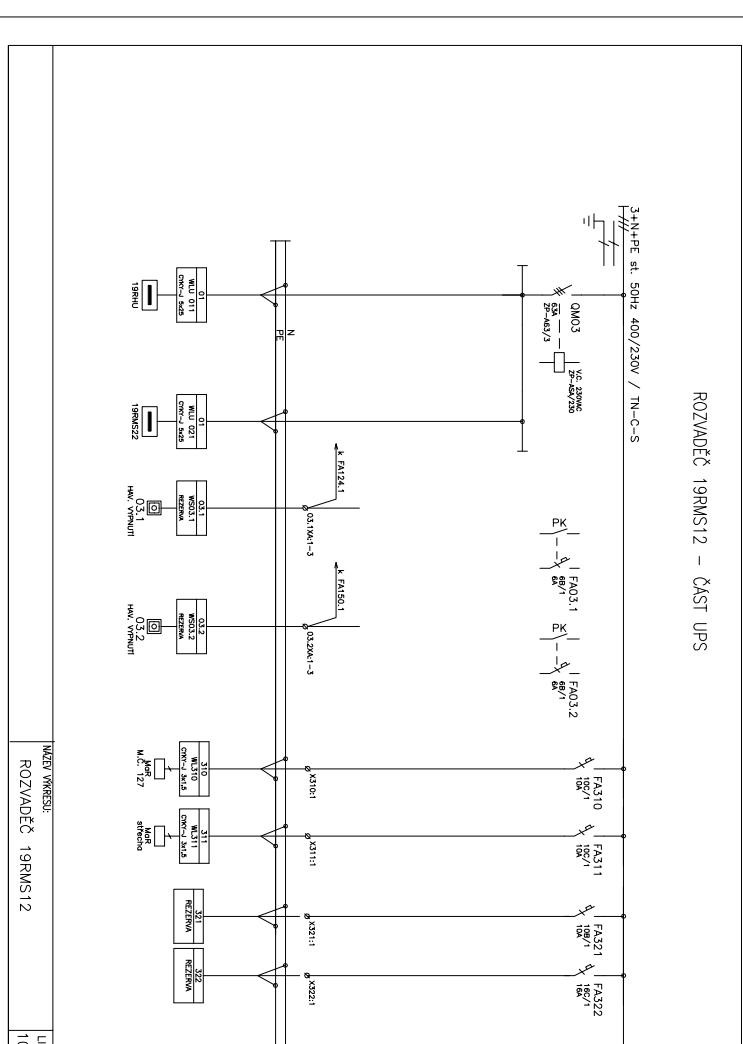 ROZVADĚČ 19RMS12 – ČÁST UPS
3+N+PE st. 50Hz 400/230V / TN-C-S
QM03
63A
ZP-A63/3
V.C. 230VAC
ZP-ASA/230
PK
FA03.1
6B/1
6A
PK
FA03.2
6B/1
6A
FA310
10C/1
10A
FA311
10C/1
10A
FA321
10B/1
10A
FA322
16C/1
16A
k FA124.1
03.1XA:1-3
k FA150.1
03.2XA:1-3
X310:1
X311:1
X321:1
X322:1
N
PE
01
WLU 011
CYKY-J 5x25
19RHU
01
WLU 021
CYKY-J 5x25
19RMS22
03.1
WS03.1
REZERVA
03.1
HAV. VYPNUTI
03.2
WS03.2
REZERVA
03.2
HAV. VYPNUTI
310
WL310
CYKY-J 3x1,5
MaR
M.Č. 127
311
WL311
CYKY-J 3x1,5
MaR
střecha
321
REZERVA
322
REZERVA
NÁZEV VÝKRESU:
ROZVADĚČ 19RMS12